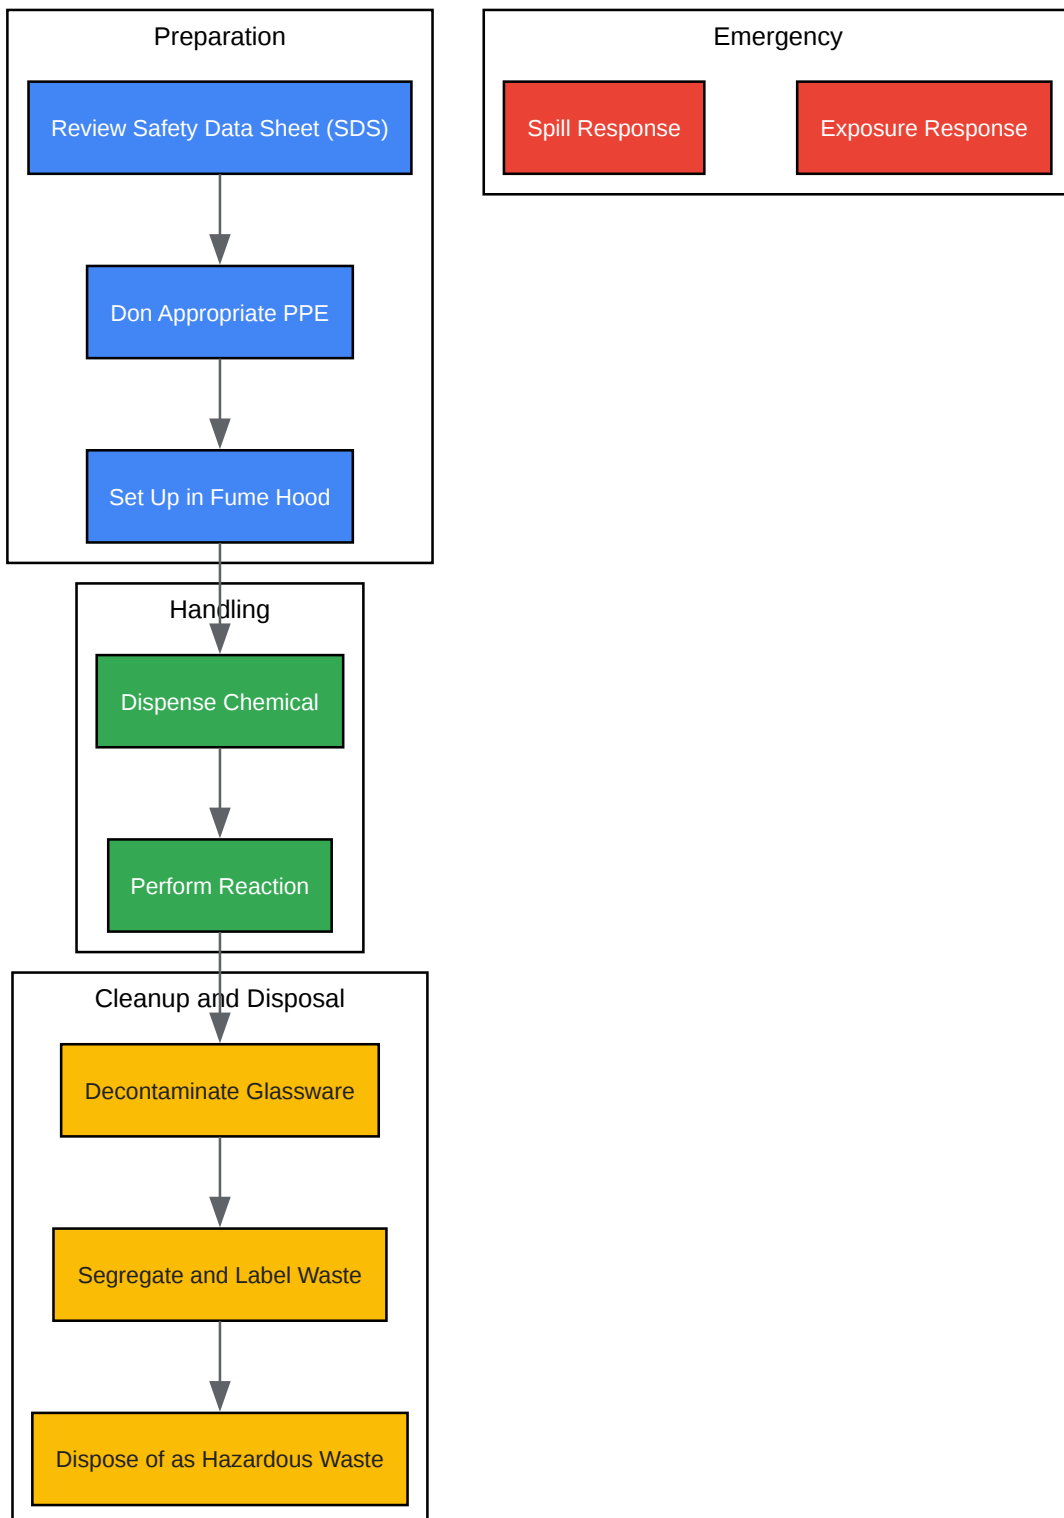 Preparation
Review Safety Data Sheet (SDS)
Don Appropriate PPE
Set Up in Fume Hood
Handling
Dispense Chemical
Perform Reaction
Cleanup and Disposal
Decontaminate Glassware
Segregate and Label Waste
Dispose of as Hazardous Waste
Emergency
Spill Response
Exposure Response